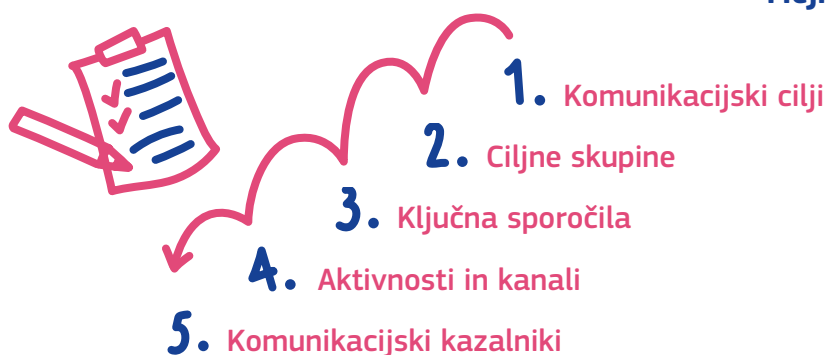 1. Komunikacijski cilji
2. Ciljne skupine
3. Ključna sporočila
4. Aktivnosti in kanali
5. Komunikacijski kazalniki